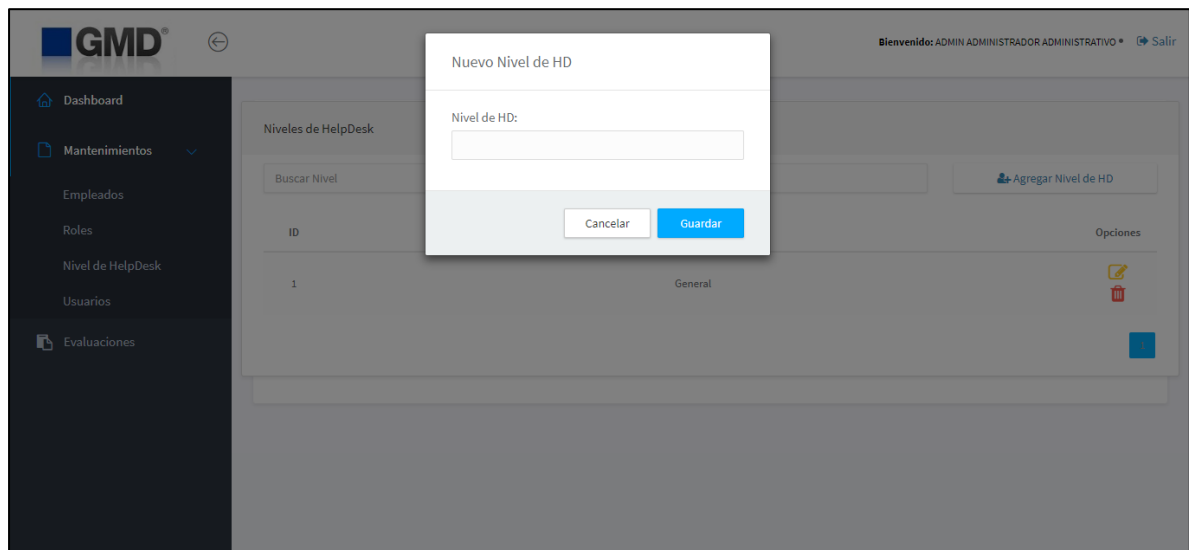 GMD®
Bienvenido: ADMIN ADMINISTRADOR ADMINISTRATIVO
Salir
Dashboard
Mantenimientos
Empleados
Roles
Nivel de HelpDesk
Usuarios
Evaluaciones
Nuevo Nivel de HD
Nivel de HD:
Cancelar
Guardar
Niveles de HelpDesk
Buscar Nivel
Agregar Nivel de HD
ID
Opciones
1
General
1